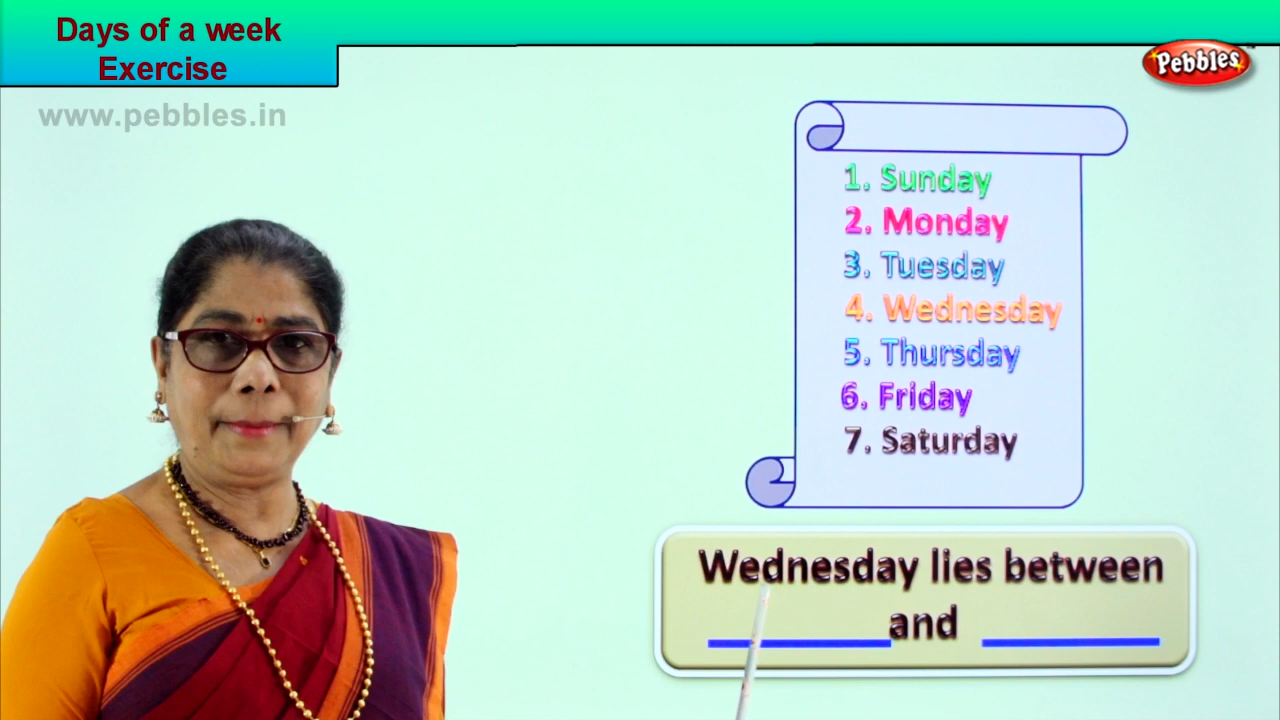 Days of a week
Exercise
Pebbles
www.pebbles.in
1. Sunday
2. Monday
3. Tuesday
4. Wednesday
5. Thursday
6. Friday
7. Saturday
Wednesday lies between
and